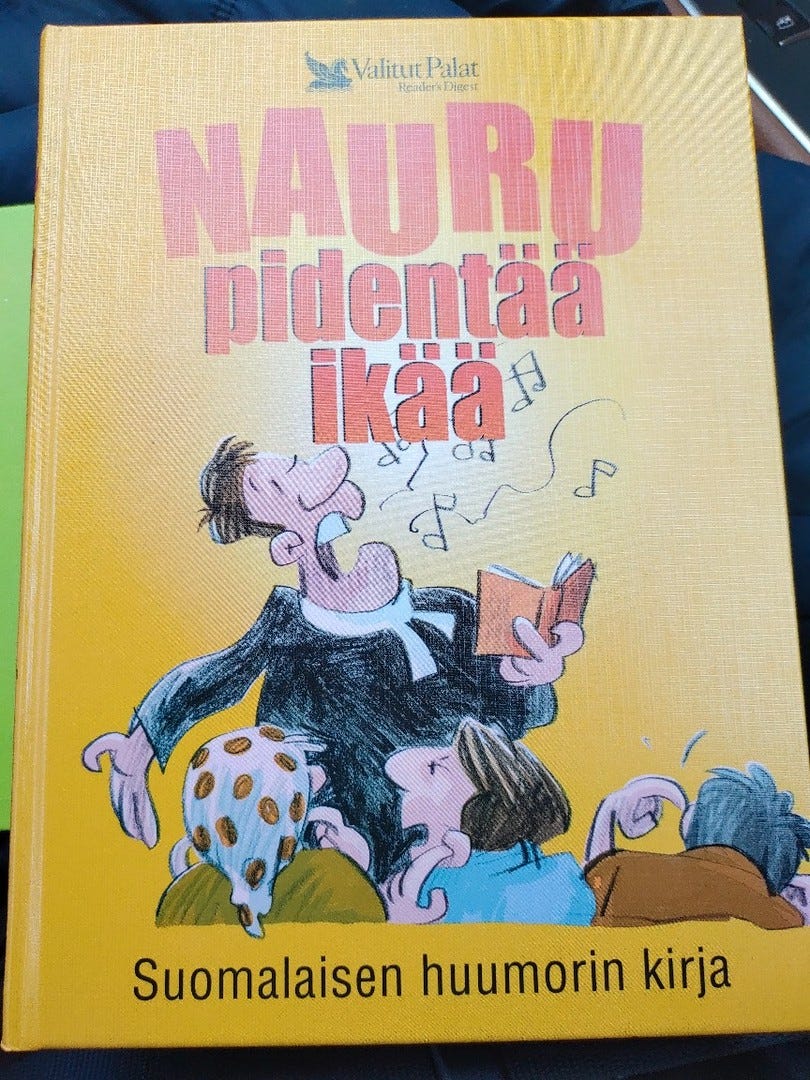 Valitut Palat
Reader's Digest
NAURU
pidentää
ikää
Suomalaisen huumorin kirja